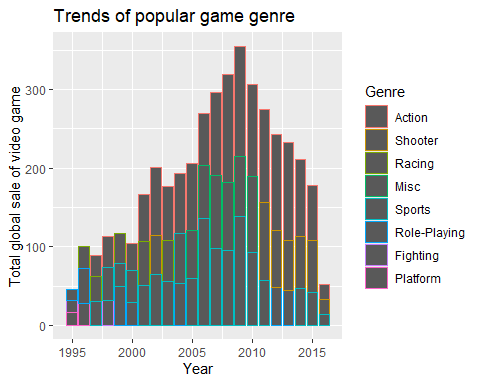 Trends of popular game genre
Total global sale of video game
300
200
100
0
1995
2000
2005
2010
2015
Year
Genre
Action
Shooter
Racing
Misc
Sports
Role-Playing
Fighting
Platform